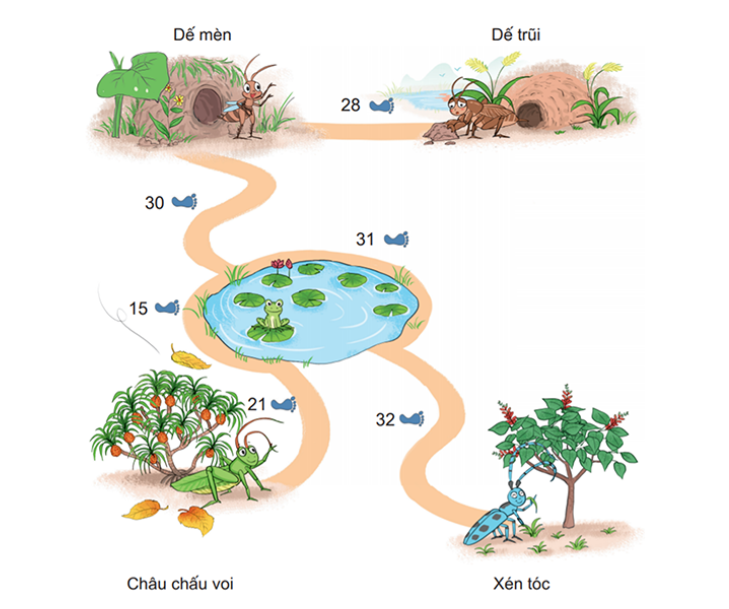 Dế mèn
Dế trũi
28
30
31
15
21
32
Châu chấu voi
Xén tóc